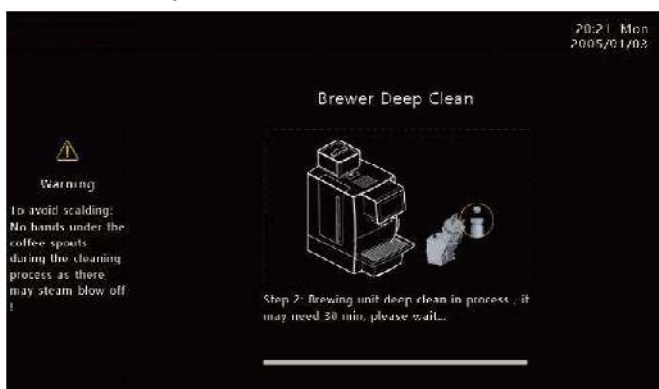 20:21 Mon
2005/01/03
Brewer Deep Clean
Warning
To avoid scalding!
No hands under the
coffee spouts
during the cleaning
process as there
may steam blow off
!
Step 2: Brewing unit deep clean in process , it
may need 30 min, please wait...